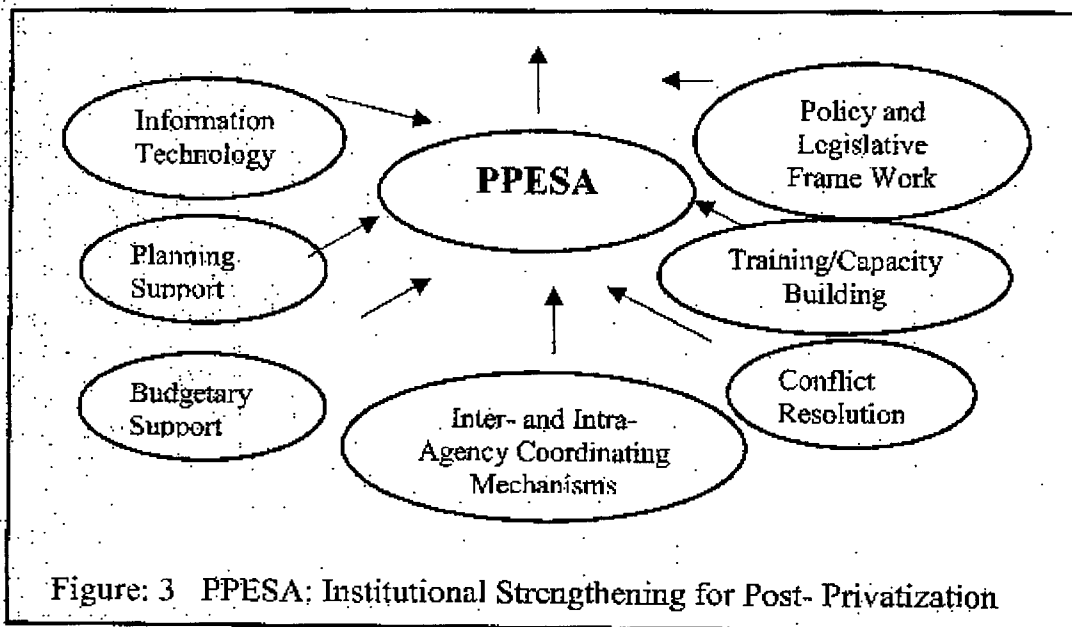 Information
Technology
PPESA
Policy and
Legislative
Frame Work
Planning
Support
Training/Capacity
Building
Budgetary
Support
Inter- and Intra-
Agency Coordinating
Mechanisms
Conflict
Resolution
Figure: 3 PPESA: Institutional Strengthening for Post- Privatization